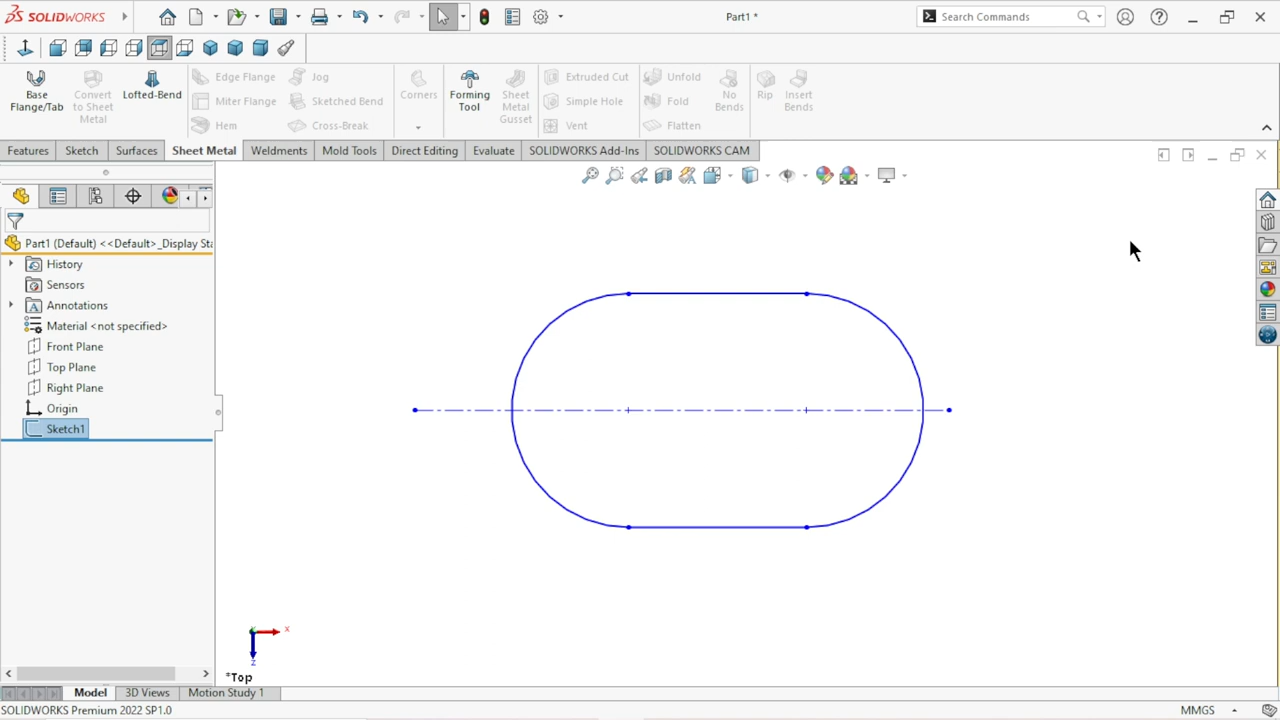 SOLIDWORKS
Part1 *
Search Commands
Base Flange/Tab
Convert to Sheet Metal
Lofted-Bend
Edge Flange
Miter Flange
Hem
Jog
Sketched Bend
Cross-Break
Corners
Forming Tool
Sheet Metal Gusset
Extruded Cut
Simple Hole
Vent
Unfold
Fold
Flatten
No Bends
Rip
Insert Bends
Features
Sketch
Surfaces
Sheet Metal
Weldments
Mold Tools
Direct Editing
Evaluate
SOLIDWORKS Add-Ins
SOLIDWORKS CAM
Part1 (Default) <<Default>_Display Sta
History
Sensors
Annotations
Material <not specified>
Front Plane
Top Plane
Right Plane
Origin
Sketch1
Y
X
Z
*Top
Model
3D Views
Motion Study 1
SOLIDWORKS Premium 2022 SP1.0
MMGS